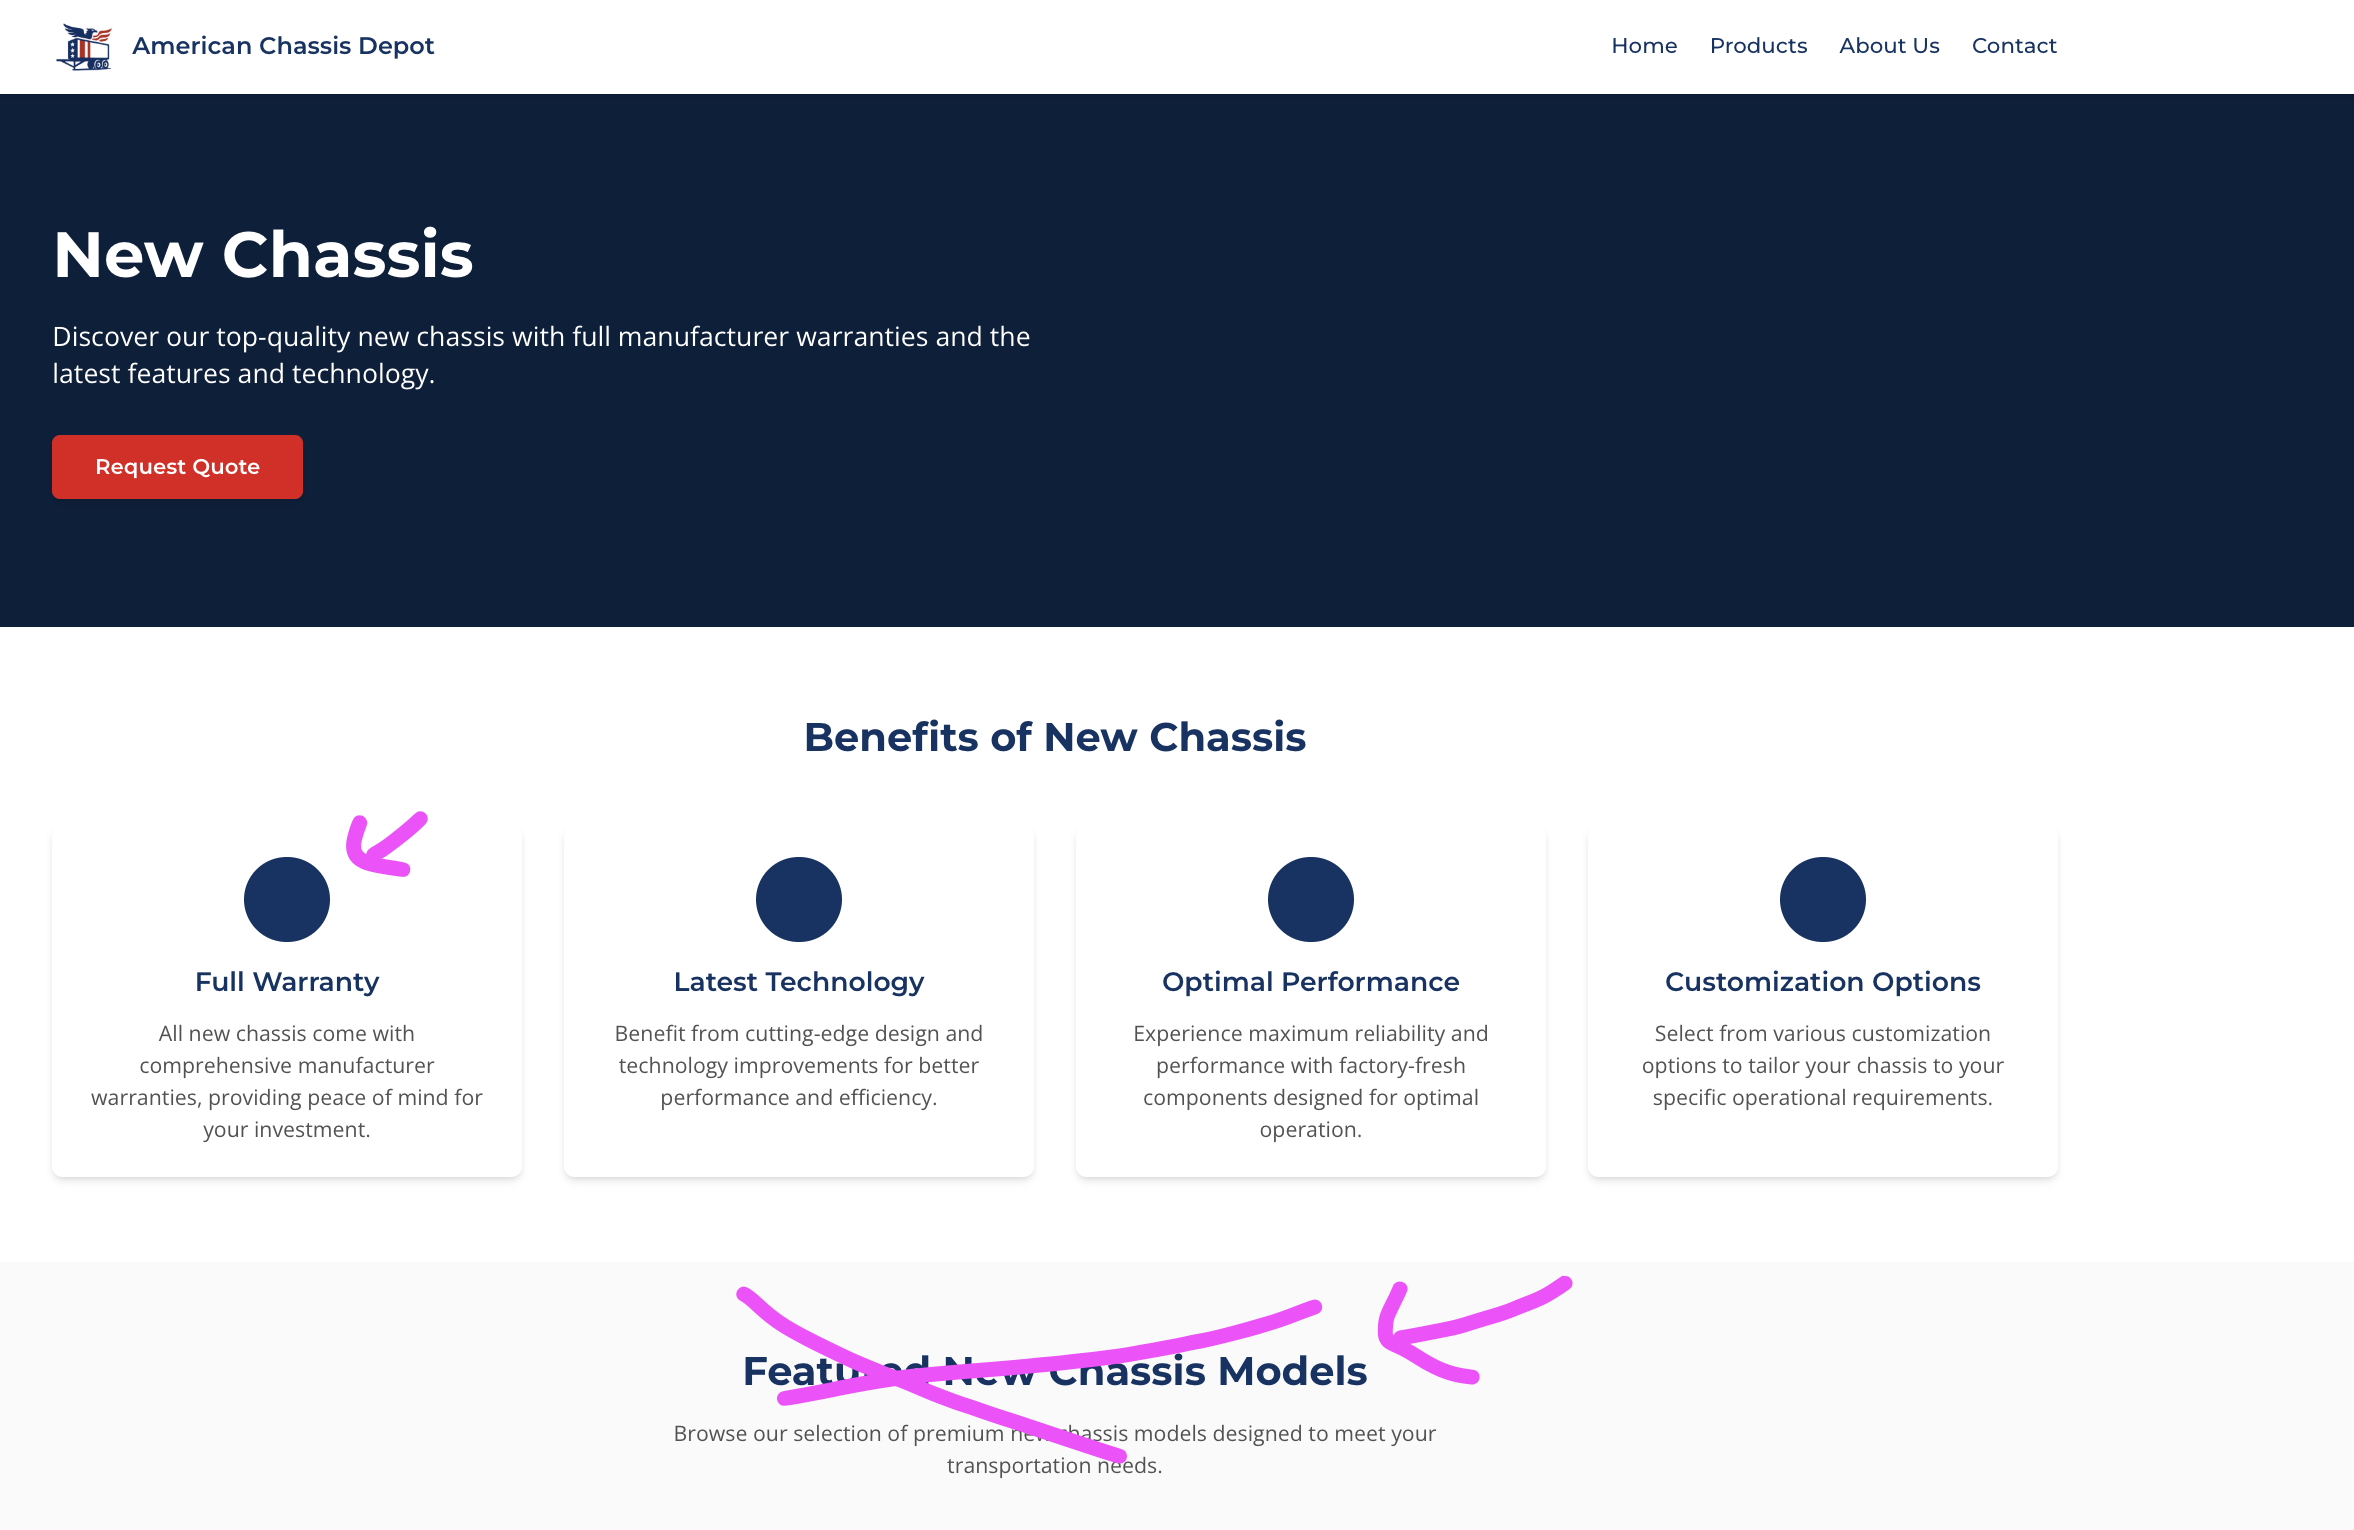 American Chassis Depot
Home Products About Us Contact
New Chassis
Discover our top-quality new chassis with full manufacturer warranties and the
latest features and technology.
Request Quote
Benefits of New Chassis
Full Warranty
All new chassis come with
comprehensive manufacturer
warranties, providing peace of mind for
your investment.
Latest Technology
Benefit from cutting-edge design and
technology improvements for better
performance and efficiency.
Optimal Performance
Experience maximum reliability and
performance with factory-fresh
components designed for optimal
operation.
Customization Options
Select from various customization
options to tailor your chassis to your
specific operational requirements.
Featured New Chassis Models
Browse our selection of premium new chassis models designed to meet your
transportation needs.